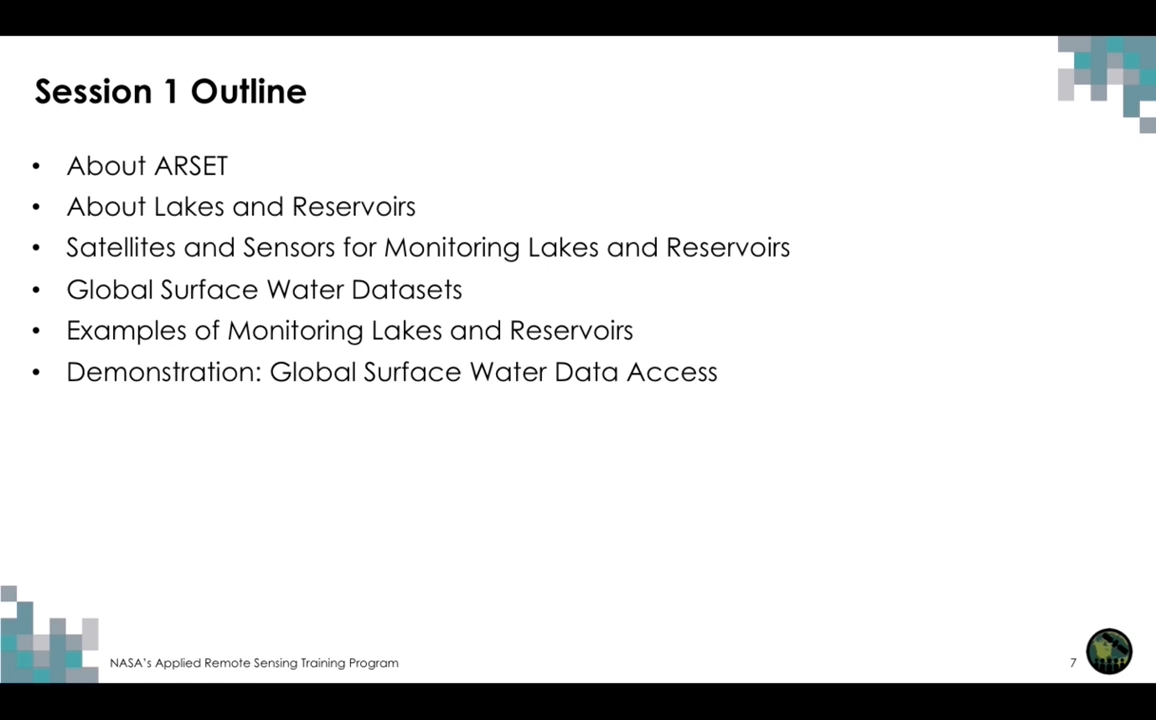 Session 1 Outline
• About ARSET
• About Lakes and Reservoirs
• Satellites and Sensors for Monitoring Lakes and Reservoirs
• Global Surface Water Datasets
• Examples of Monitoring Lakes and Reservoirs
• Demonstration: Global Surface Water Data Access
NASA's Applied Remote Sensing Training Program
7